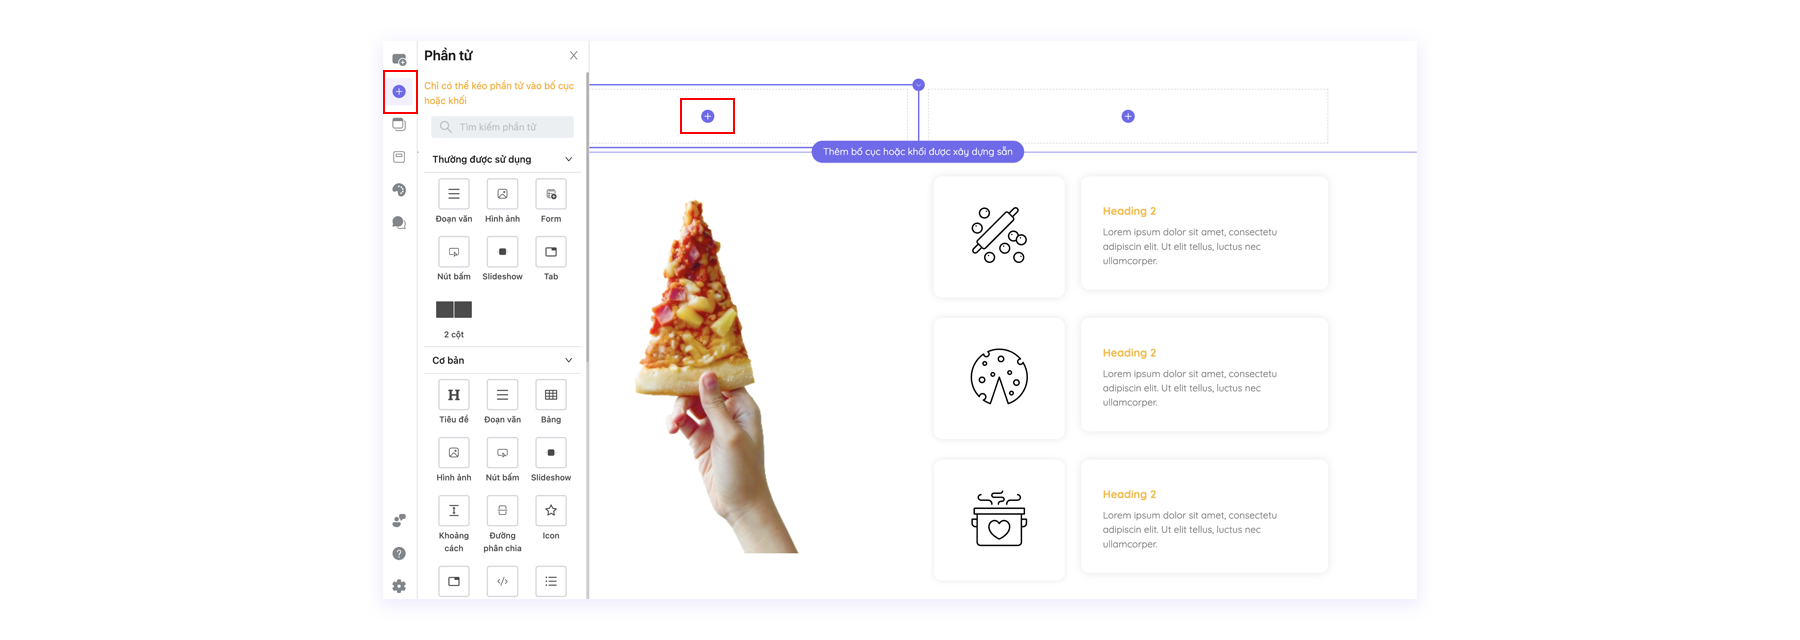 Phần tử
Chỉ có thể kéo phần tử vào bố cục
hoặc khối
Tìm kiếm phần tử
Thường được sử dụng
Đoạn văn
Hình ảnh
Form
Nút bấm
Slideshow
Tab
2 cột
Cơ bản
H
Tiêu đề
Đoạn văn
Bảng
Hình ảnh
Nút bấm
Slideshow
Khoảng
cách
Đường
phân chia
Icon
Thêm bố cục hoặc khối được xây dựng sẵn
Heading 2
Lorem ipsum dolor sit amet, consectetu
adipiscin elit. Ut elit tellus, luctus nec
ullamcorper.
Heading 2
Lorem ipsum dolor sit amet, consectetu
adipiscin elit. Ut elit tellus, luctus nec
ullamcorper.
Heading 2
Lorem ipsum dolor sit amet, consectetu
adipiscin elit. Ut elit tellus, luctus nec
ullamcorper.